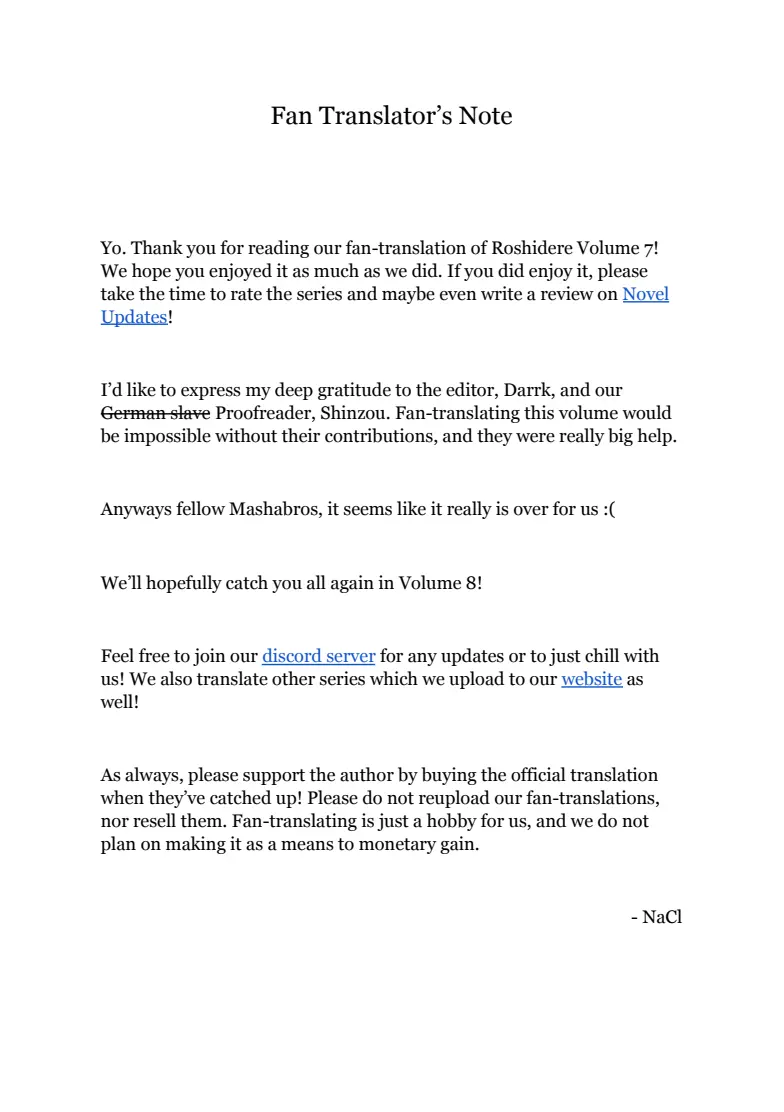 Fan Translator’s Note
Yo. Thank you for reading our fan-translation of Roshidere Volume 7!
We hope you enjoyed it as much as we did. If you did enjoy it, please
take the time to rate the series and maybe even write a review on Novel
Updates!
I’d like to express my deep gratitude to the editor, Darrk, and our
German slave Proofreader, Shinzou. Fan-translating this volume would
be impossible without their contributions, and they were really big help.
Anyways fellow Mashabros, it seems like it really is over for us :(
We’ll hopefully catch you all again in Volume 8!
Feel free to join our discord server for any updates or to just chill with
us! We also translate other series which we upload to our website as
well!
As always, please support the author by buying the official translation
when they’ve catched up! Please do not reupload our fan-translations,
nor resell them. Fan-translating is just a hobby for us, and we do not
plan on making it as a means to monetary gain.
- NaCl